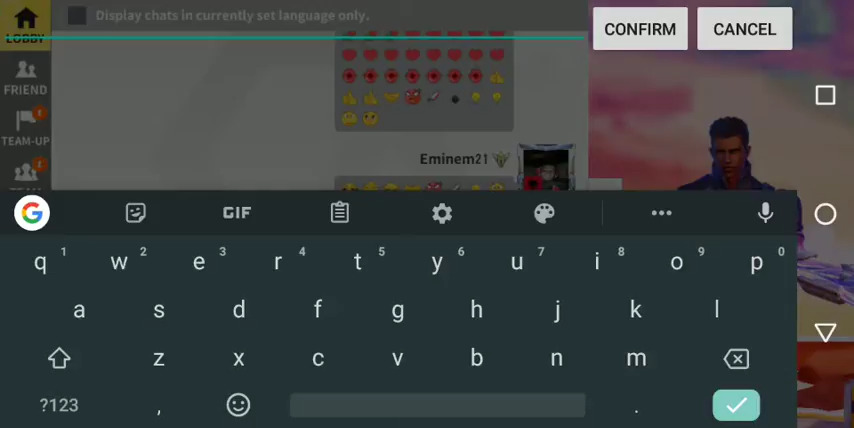 Display chats in currently set language only.
CONFIRM
CANCEL
LOBBY
FRIEND
TEAM-UP
TEAM
Eminem21
GIF
q 1 w 2 e 3 r 4 t 5 y 6 u 7 i 8 o 9 p 0
a s d f g h j k l
z x c v b n m
?123 , .